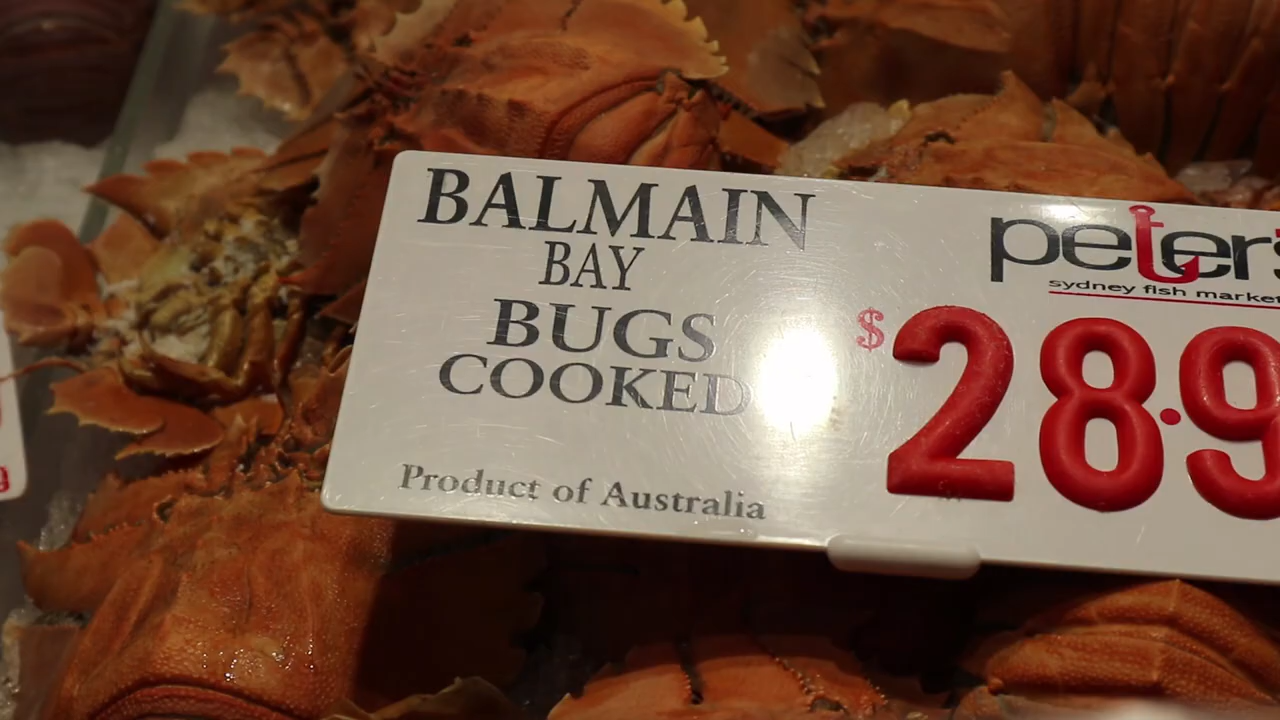 BALMAIN
BAY
BUGS
COOKED
Product of Australia
peter's
sydney fish market
$28.9